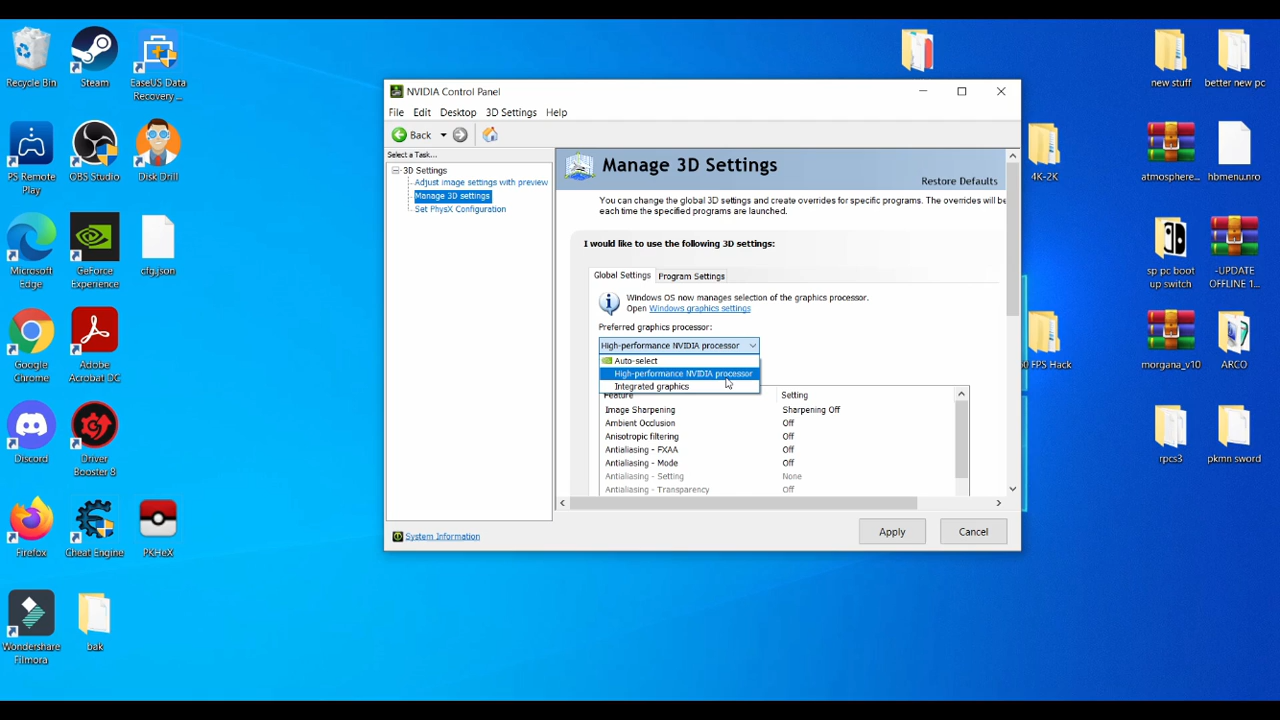 Recycle Bin
Steam
EaseUS Data
Recovery ...
PS Remote
Play
OBS Studio
Disk Drill
Microsoft
Edge
GeForce
Experience
cfg.json
Google
Chrome
Adobe
Acrobat DC
Discord
Driver
Booster 8
Firefox
Cheat Engine
PKHeX
Wondershare
Filmora
bak
NVIDIA Control Panel
File Edit Desktop 3D Settings Help
Back
Select a Task...
3D Settings
Adjust image settings with preview
Manage 3D settings
Set PhysX Configuration
System Information
Manage 3D Settings
Restore Defaults
You can change the global 3D settings and create overrides for specific programs. The overrides will be
each time the specified programs are launched.
I would like to use the following 3D settings:
Global Settings Program Settings
Windows OS now manages selection of the graphics processor.
Open Windows graphics settings
Preferred graphics processor:
High-performance NVIDIA processor
Auto-select
High-performance NVIDIA processor
Integrated graphics
Feature Setting
Image Sharpening Sharpening Off
Ambient Occlusion Off
Anisotropic filtering Off
Antialiasing - FXAA Off
Antialiasing - Mode Off
Antialiasing - Setting None
Antialiasing - Transparency Off
Apply Cancel
new stuff
better new pc
4K-2K
atmosphere...
hbmenu.nro
sp pc boot
up switch
-UPDATE
OFFLINE 1...
FPS Hack
morgana_v10
ARCO
rpcs3
pkmn sword